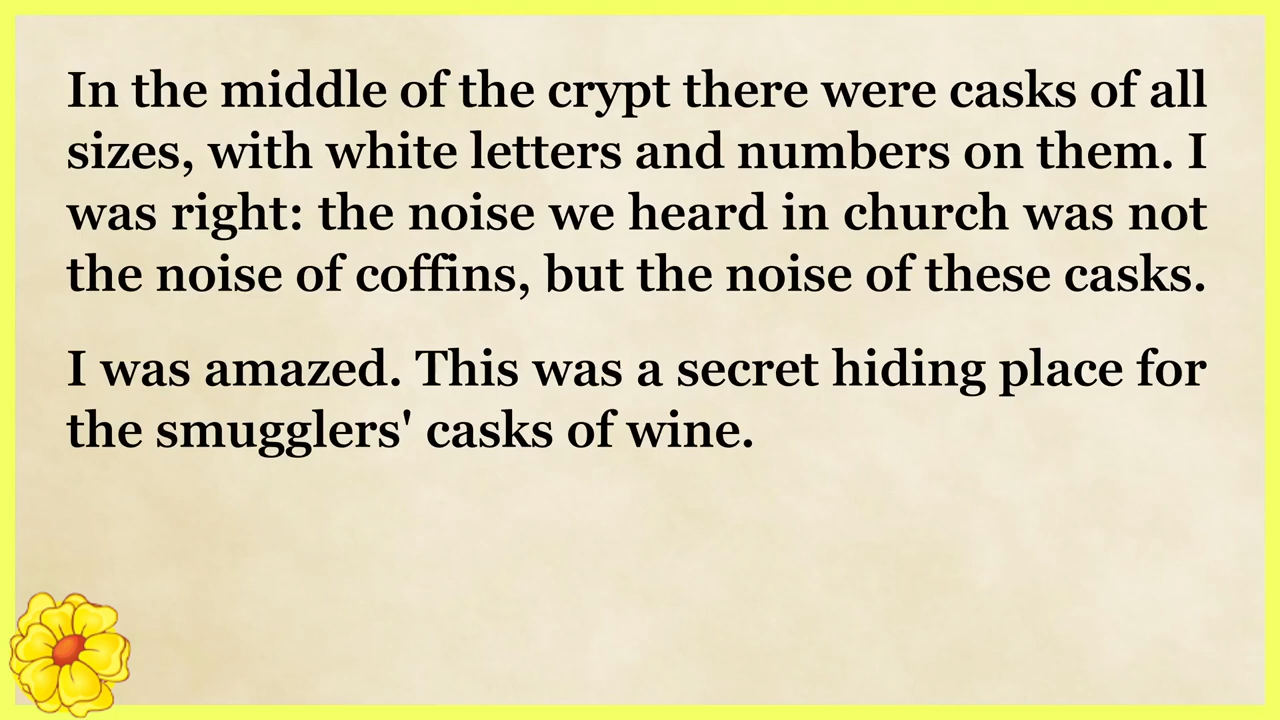 In the middle of the crypt there were casks of all
sizes, with white letters and numbers on them. I
was right: the noise we heard in church was not
the noise of coffins, but the noise of these casks.
I was amazed. This was a secret hiding place for
the smugglers' casks of wine.